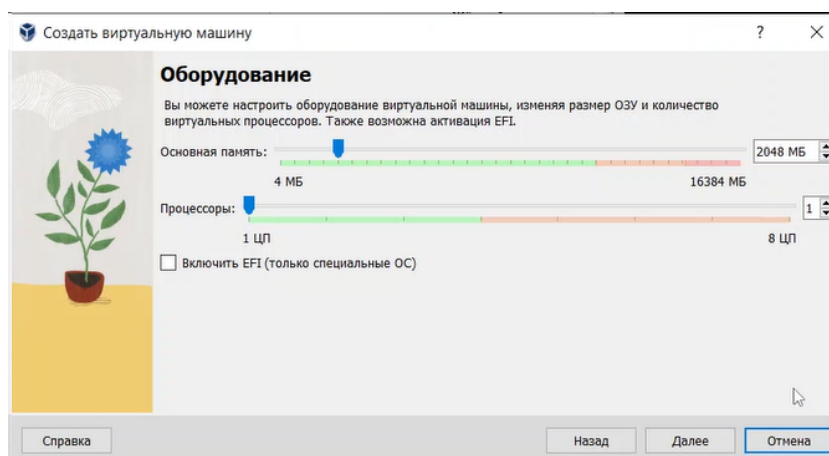 Создать виртуальную машину
?
Оборудование
Вы можете настроить оборудование виртуальной машины, изменяя размер ОЗУ и количество
виртуальных процессоров. Также возможна активация EFI.
Основная память: 2048 МБ
4 МБ 16384 МБ
Процессоры: 1
1 ЦП 8 ЦП
Включить EFI (только специальные ОС)
Справка Назад Далее Отмена